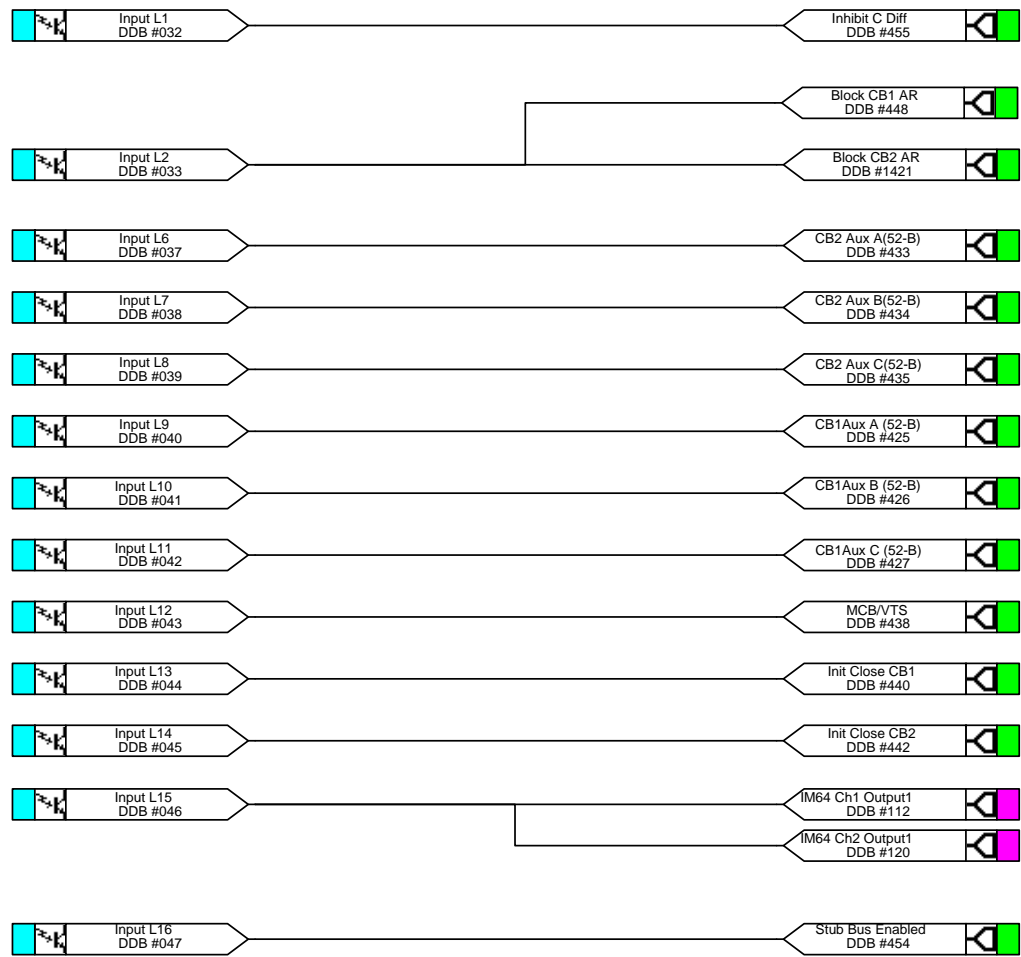 Input L1
DDB #032
Inhibit C Diff
DDB #455
Block CB1 AR
DDB #448
Input L2
DDB #033
Block CB2 AR
DDB #1421
Input L6
DDB #037
CB2 Aux A(52-B)
DDB #433
Input L7
DDB #038
CB2 Aux B(52-B)
DDB #434
Input L8
DDB #039
CB2 Aux C(52-B)
DDB #435
Input L9
DDB #040
CB1Aux A (52-B)
DDB #425
Input L10
DDB #041
CB1Aux B (52-B)
DDB #426
Input L11
DDB #042
CB1Aux C (52-B)
DDB #427
Input L12
DDB #043
MCB/VTS
DDB #438
Input L13
DDB #044
Init Close CB1
DDB #440
Input L14
DDB #045
Init Close CB2
DDB #442
Input L15
DDB #046
IM64 Ch1 Output1
DDB #112
IM64 Ch2 Output1
DDB #120
Input L16
DDB #047
Stub Bus Enabled
DDB #454